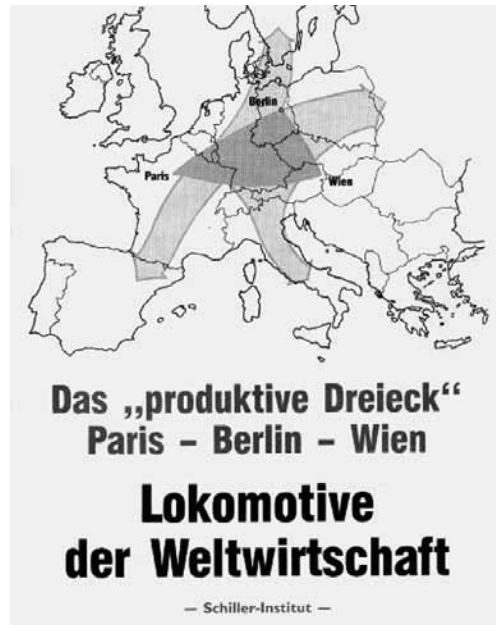 Berlin
Paris
Wien
Das „produktive Dreieck“
Paris – Berlin – Wien
Lokomotive
der Weltwirtschaft
— Schiller-Institut —